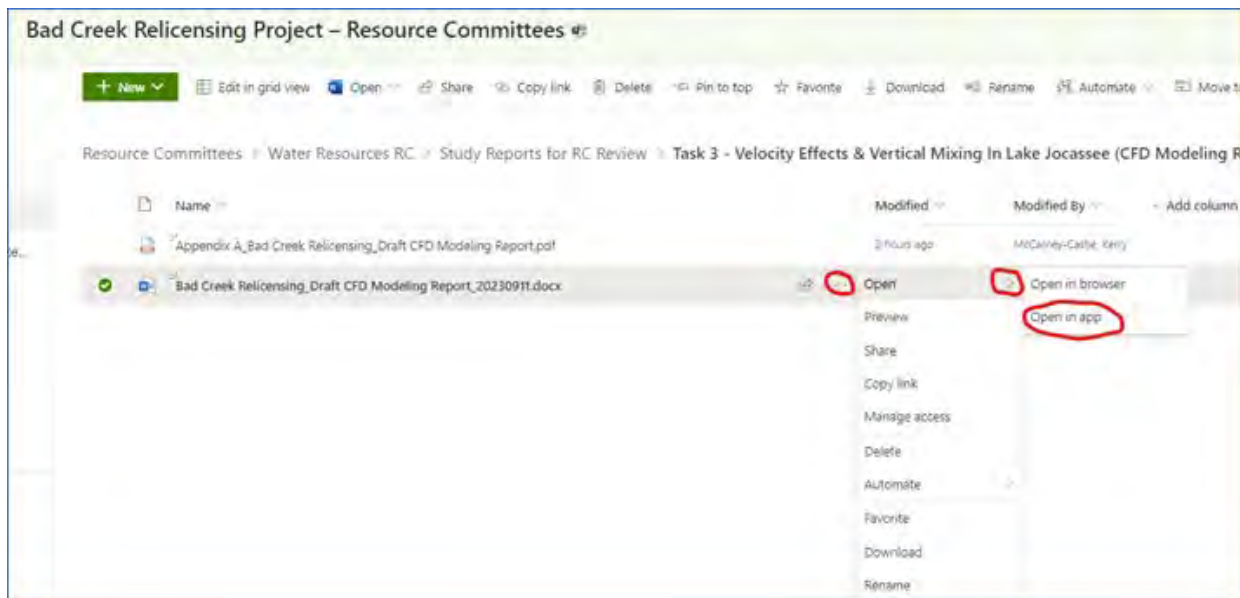 Bad Creek Relicensing Project – Resource Committees
+ New Edit in grid view Open Share Copy link Delete Pin to top Favorite Download Rename Automate Move t
Resource Committees > Water Resources RC > Study Reports for RC Review > Task 3 - Velocity Effects & Vertical Mixing In Lake Jocassee (CFD Modeling R
Name Modified Modified By Add column
Appendix A_Bad Creek Relicensing_Draft CFD Modeling Report.pdf 2 hours ago McCarney-Castle, Kerry
Bad Creek Relicensing_Draft CFD Modeling Report_20230911.docx Open Open in browser
Preview Open in app
Share
Copy link
Manage access
Delete
Automate
Favorite
Download
Rename